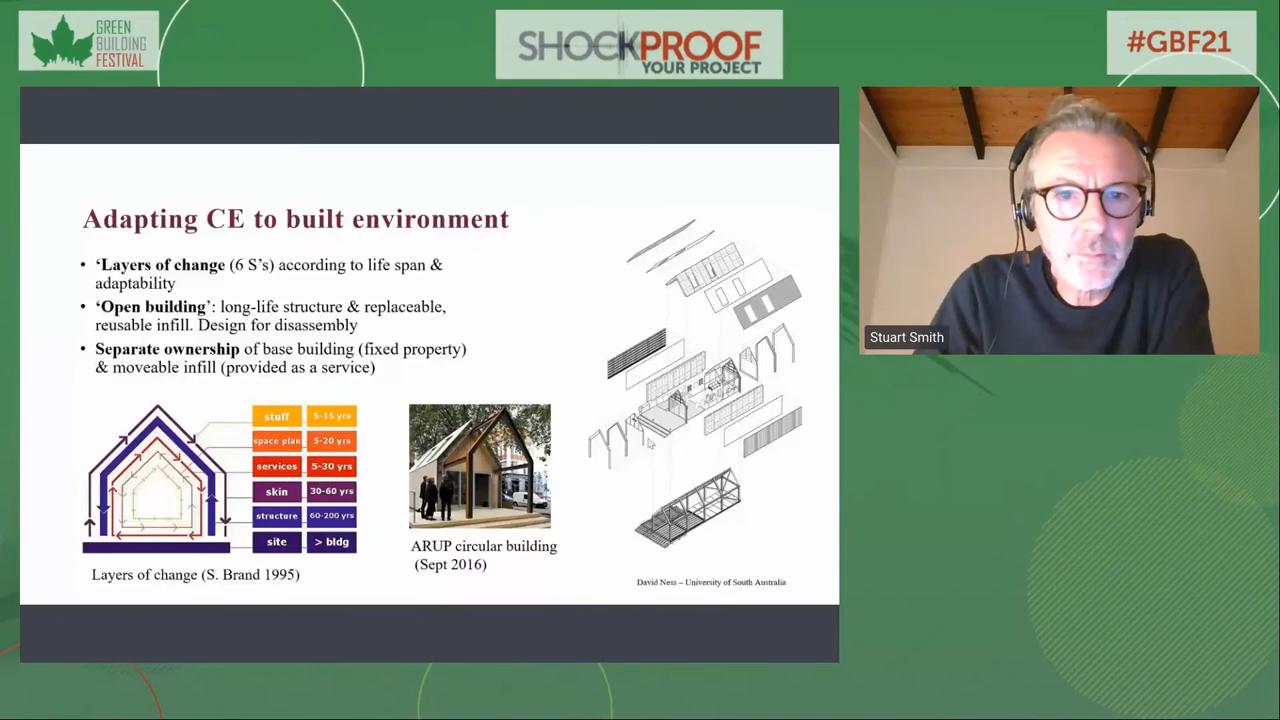 GREEN
BUILDING
FESTIVAL
SHOCKPROOF
YOUR PROJECT
#GBF21
Adapting CE to built environment
• ‘Layers of change (6 S’s) according to life span &
adaptability
• ‘Open building’: long-life structure & replaceable,
reusable infill. Design for disassembly
• Separate ownership of base building (fixed property)
& moveable infill (provided as a service)
stuff 5-15 yrs
space plan 5-20 yrs
services 5-30 yrs
skin 30-60 yrs
structure 60-200 yrs
site > bldg
Layers of change (S. Brand 1995)
ARUP circular building
(Sept 2016)
David Ness – University of South Australia
Stuart Smith